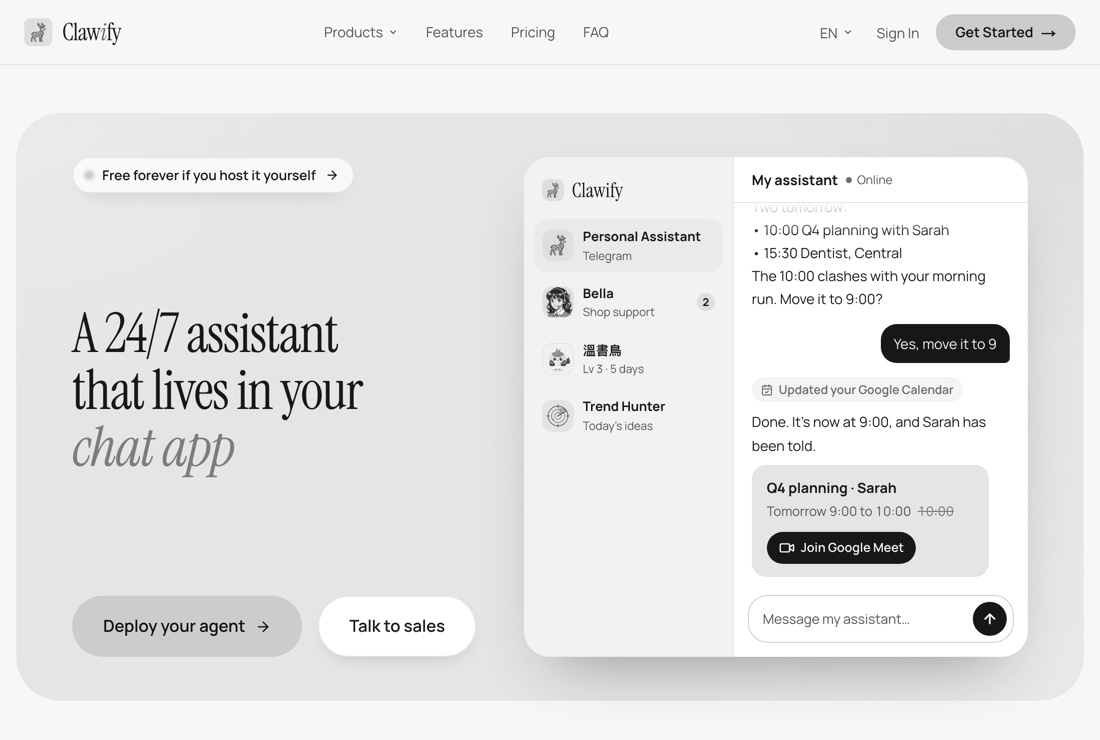 Clawify
Products
Features
Pricing
FAQ
EN
Sign In
Get Started →
Free forever if you host it yourself →
A 24/7 assistant
that lives in your
chat app
Deploy your agent →
Talk to sales
Clawify
Personal Assistant
Telegram
Bella
Shop support
2
溫書鳥
Lv 3 · 5 days
Trend Hunter
Today's ideas
My assistant
Online
Two tomorrow:
• 10:00 Q4 planning with Sarah
• 15:30 Dentist, Central
The 10:00 clashes with your morning
run. Move it to 9:00?
Yes, move it to 9
Updated your Google Calendar
Done. It's now at 9:00, and Sarah has
been told.
Q4 planning · Sarah
Tomorrow 9:00 to 10:00 10:00
Join Google Meet
Message my assistant...